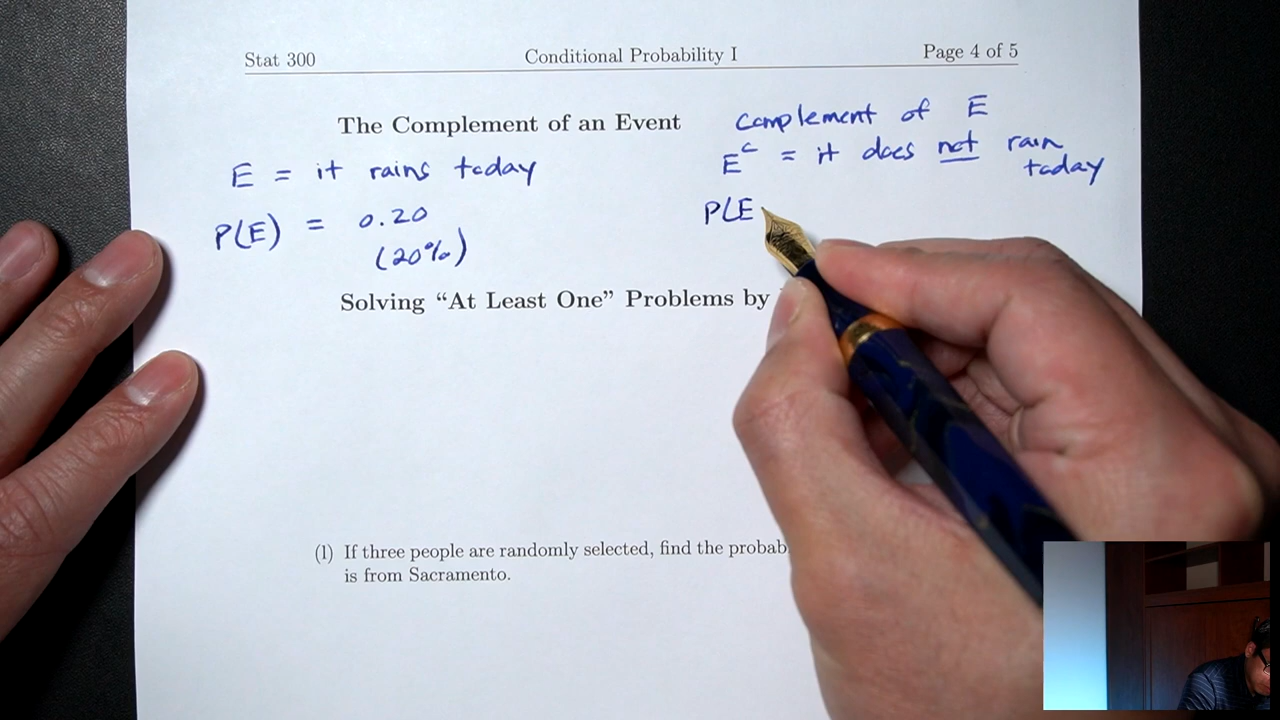 Stat 300 Conditional Probability I Page 4 of 5
The Complement of an Event
complement of E
E = it rains today
E^c = it does not rain today
P(E) = 0.20
(20%)
P(E
Solving “At Least One” Problems by
(1) If three people are randomly selected, find the probab
is from Sacramento.